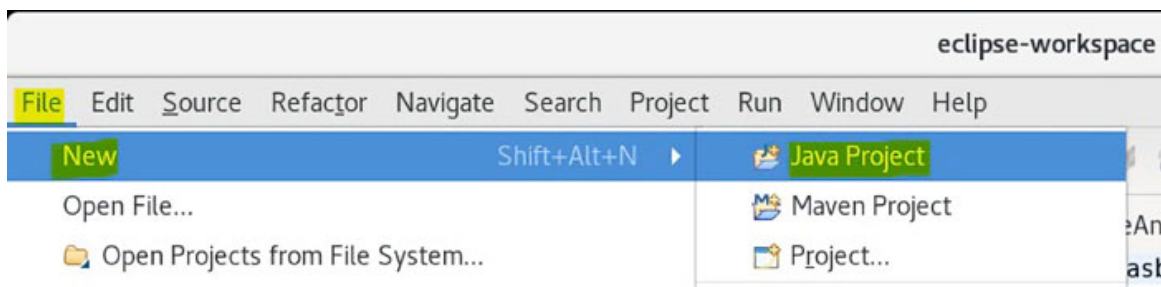 eclipse-workspace
File Edit Source Refactor Navigate Search Project Run Window Help
New Shift+Alt+N Java Project
Open File... Maven Project
Open Projects from File System... Project...